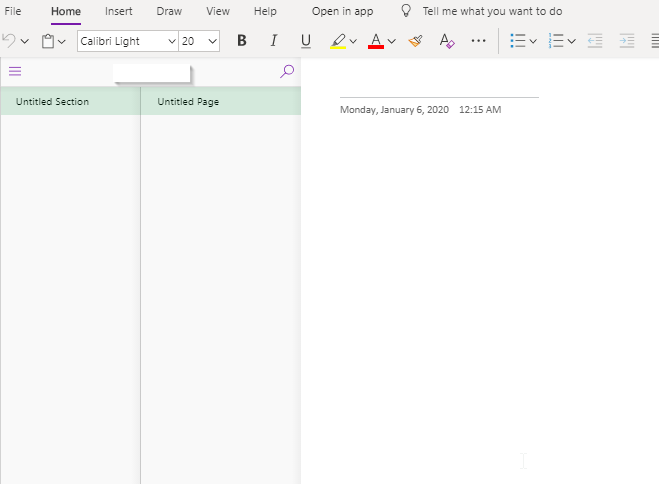 File Home Insert Draw View Help Open in app Tell me what you want to do
Calibri Light 20 B I U A A
Untitled Section Untitled Page
Monday, January 6, 2020 12:15 AM